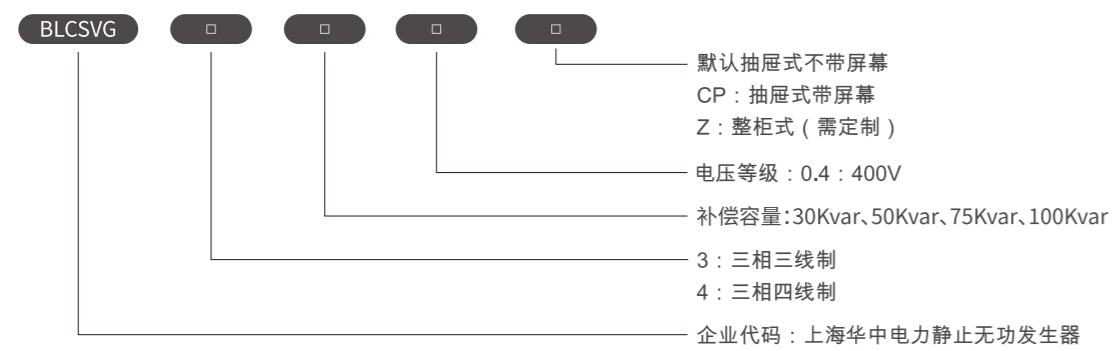 BLCSVG □ □ □ □
默认抽屉式不带屏幕
CP：抽屉式带屏幕
Z：整柜式（需定制）
电压等级：0.4：400V
补偿容量:30Kvar、50Kvar、75Kvar、100Kvar
3：三相三线制
4：三相四线制
企业代码：上海华中电力静止无功发生器